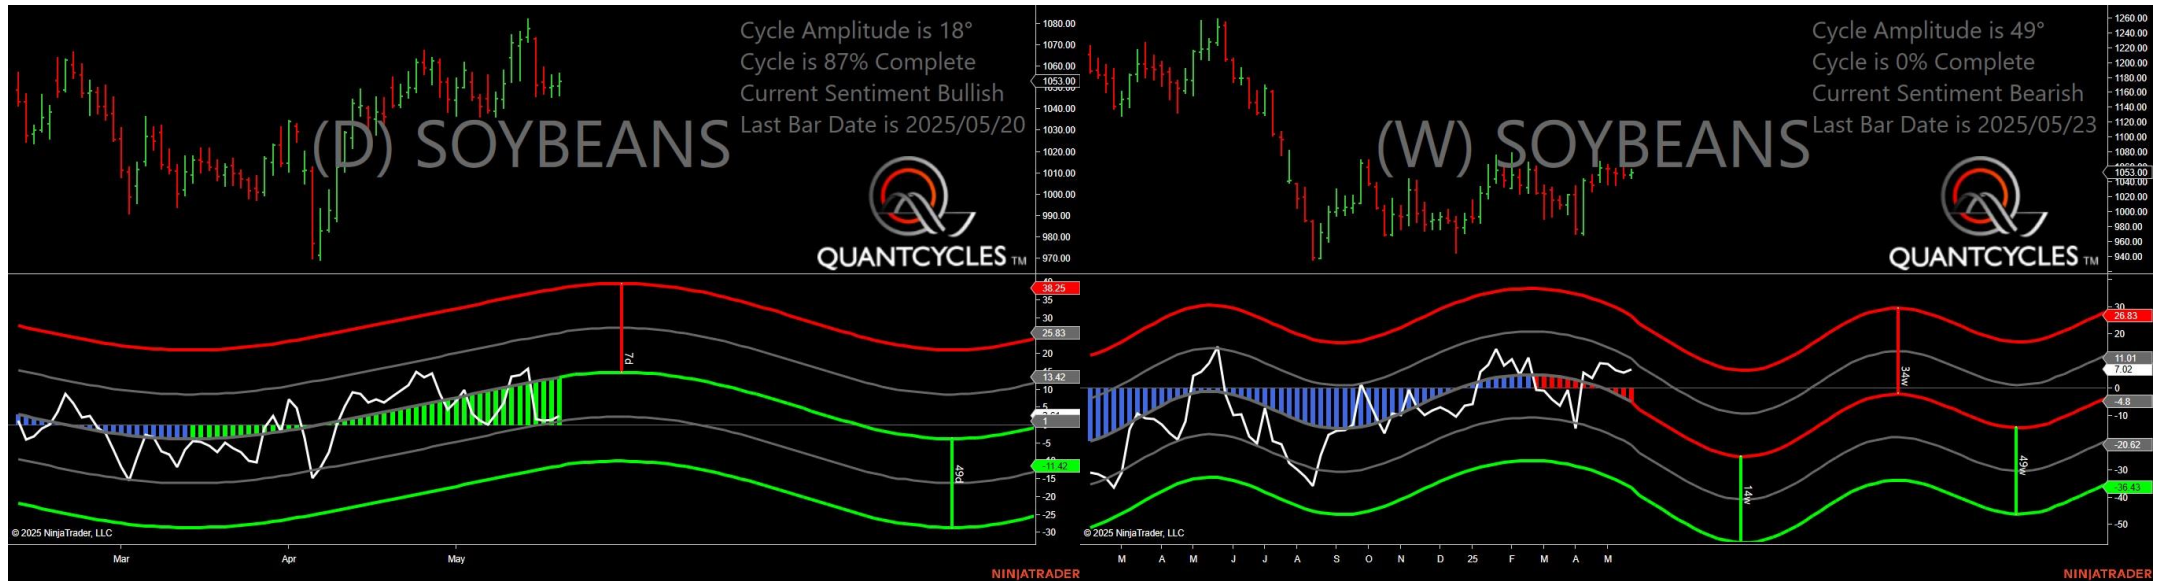 Cycle Amplitude is 18°
Cycle is 87% Complete
Current Sentiment Bullish
Last Bar Date is 2025/05/20
(D) SOYBEANS
QUANTCYCLES TM
1080.00
1070.00
1060.00
1053.00
1040.00
1030.00
1020.00
1010.00
1000.00
990.00
980.00
970.00
38.25
35
30
25.83
20
13.42
10
5
1
-5
-11.42
-15
-20
-25
-30
7d
49d
© 2025 NinjaTrader, LLC
Mar
Apr
May
NINJATRADER
Cycle Amplitude is 49°
Cycle is 0% Complete
Current Sentiment Bearish
Last Bar Date is 2025/05/23
(W) SOYBEANS
QUANTCYCLES TM
1260.00
1240.00
1220.00
1200.00
1180.00
1160.00
1140.00
1120.00
1100.00
1080.00
1053.00
1040.00
1020.00
1000.00
980.00
960.00
940.00
30
26.83
20
11.01
7.02
0
-4.8
-10
-20.62
-30
-36.43
-40
-50
14w
34w
49w
© 2025 NinjaTrader, LLC
M A M J J A S O N D 25 F M A M
NINJATRADER